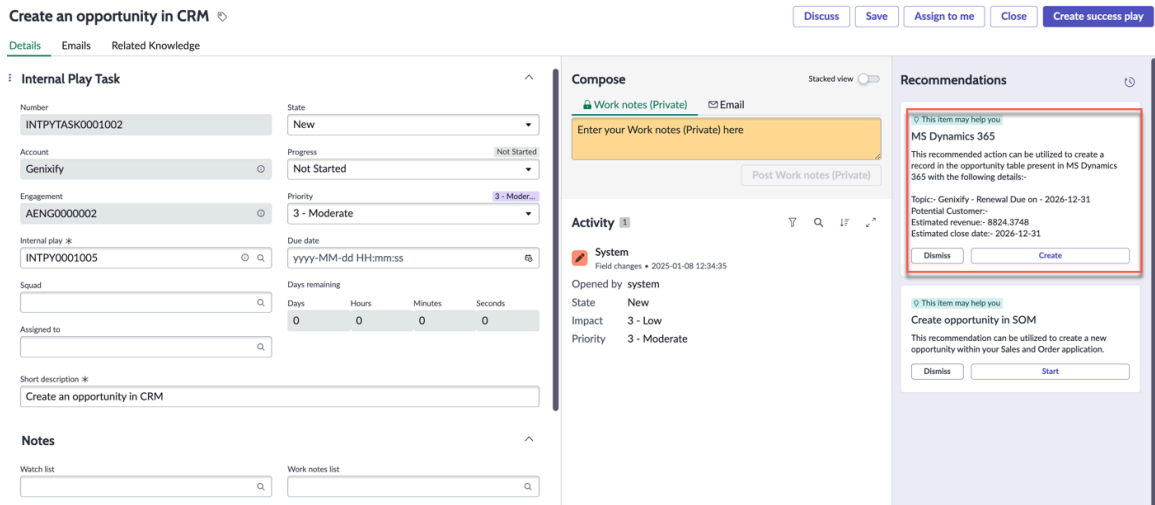 Create an opportunity in CRM
Discuss
Save
Assign to me
Close
Create success play
Details
Emails
Related Knowledge
Internal Play Task
Number
INTPYTASK0001002
State
New
Account
Genixify
Progress
Not Started
Not Started
Engagement
AENG0000002
Priority
3 - Moder...
3 - Moderate
Internal play
INTPY0001005
Due date
yyyy-MM-dd HH:mm:ss
Squad
Days remaining
Days Hours Minutes Seconds
0 0 0 0
Assigned to
Short description
Create an opportunity in CRM
Notes
Watch list
Work notes list
Compose
Stacked view
Work notes (Private)
Email
Enter your Work notes (Private) here
Post Work notes (Private)
Activity 1
System
Field changes • 2025-01-08 12:34:35
Opened by system
State New
Impact 3 - Low
Priority 3 - Moderate
Recommendations
This item may help you
MS Dynamics 365
This recommended action can be utilized to create a
record in the opportunity table present in MS Dynamics
365 with the following details:-
Topic:- Genixify - Renewal Due on - 2026-12-31
Potential Customer:-
Estimated revenue:- 8824.3748
Estimated close date:- 2026-12-31
Dismiss
Create
This item may help you
Create opportunity in SOM
This recommendation can be utilized to create a new
opportunity within your Sales and Order application.
Dismiss
Start